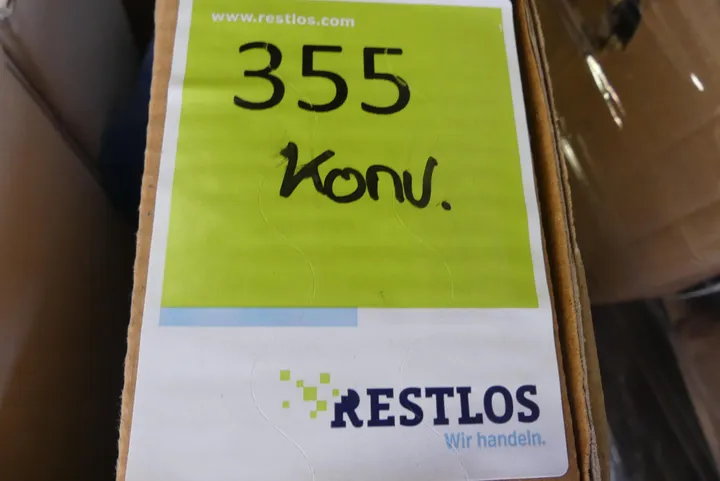 www.restlos.com
355
Konv.
RESTLOS
Wir handeln.